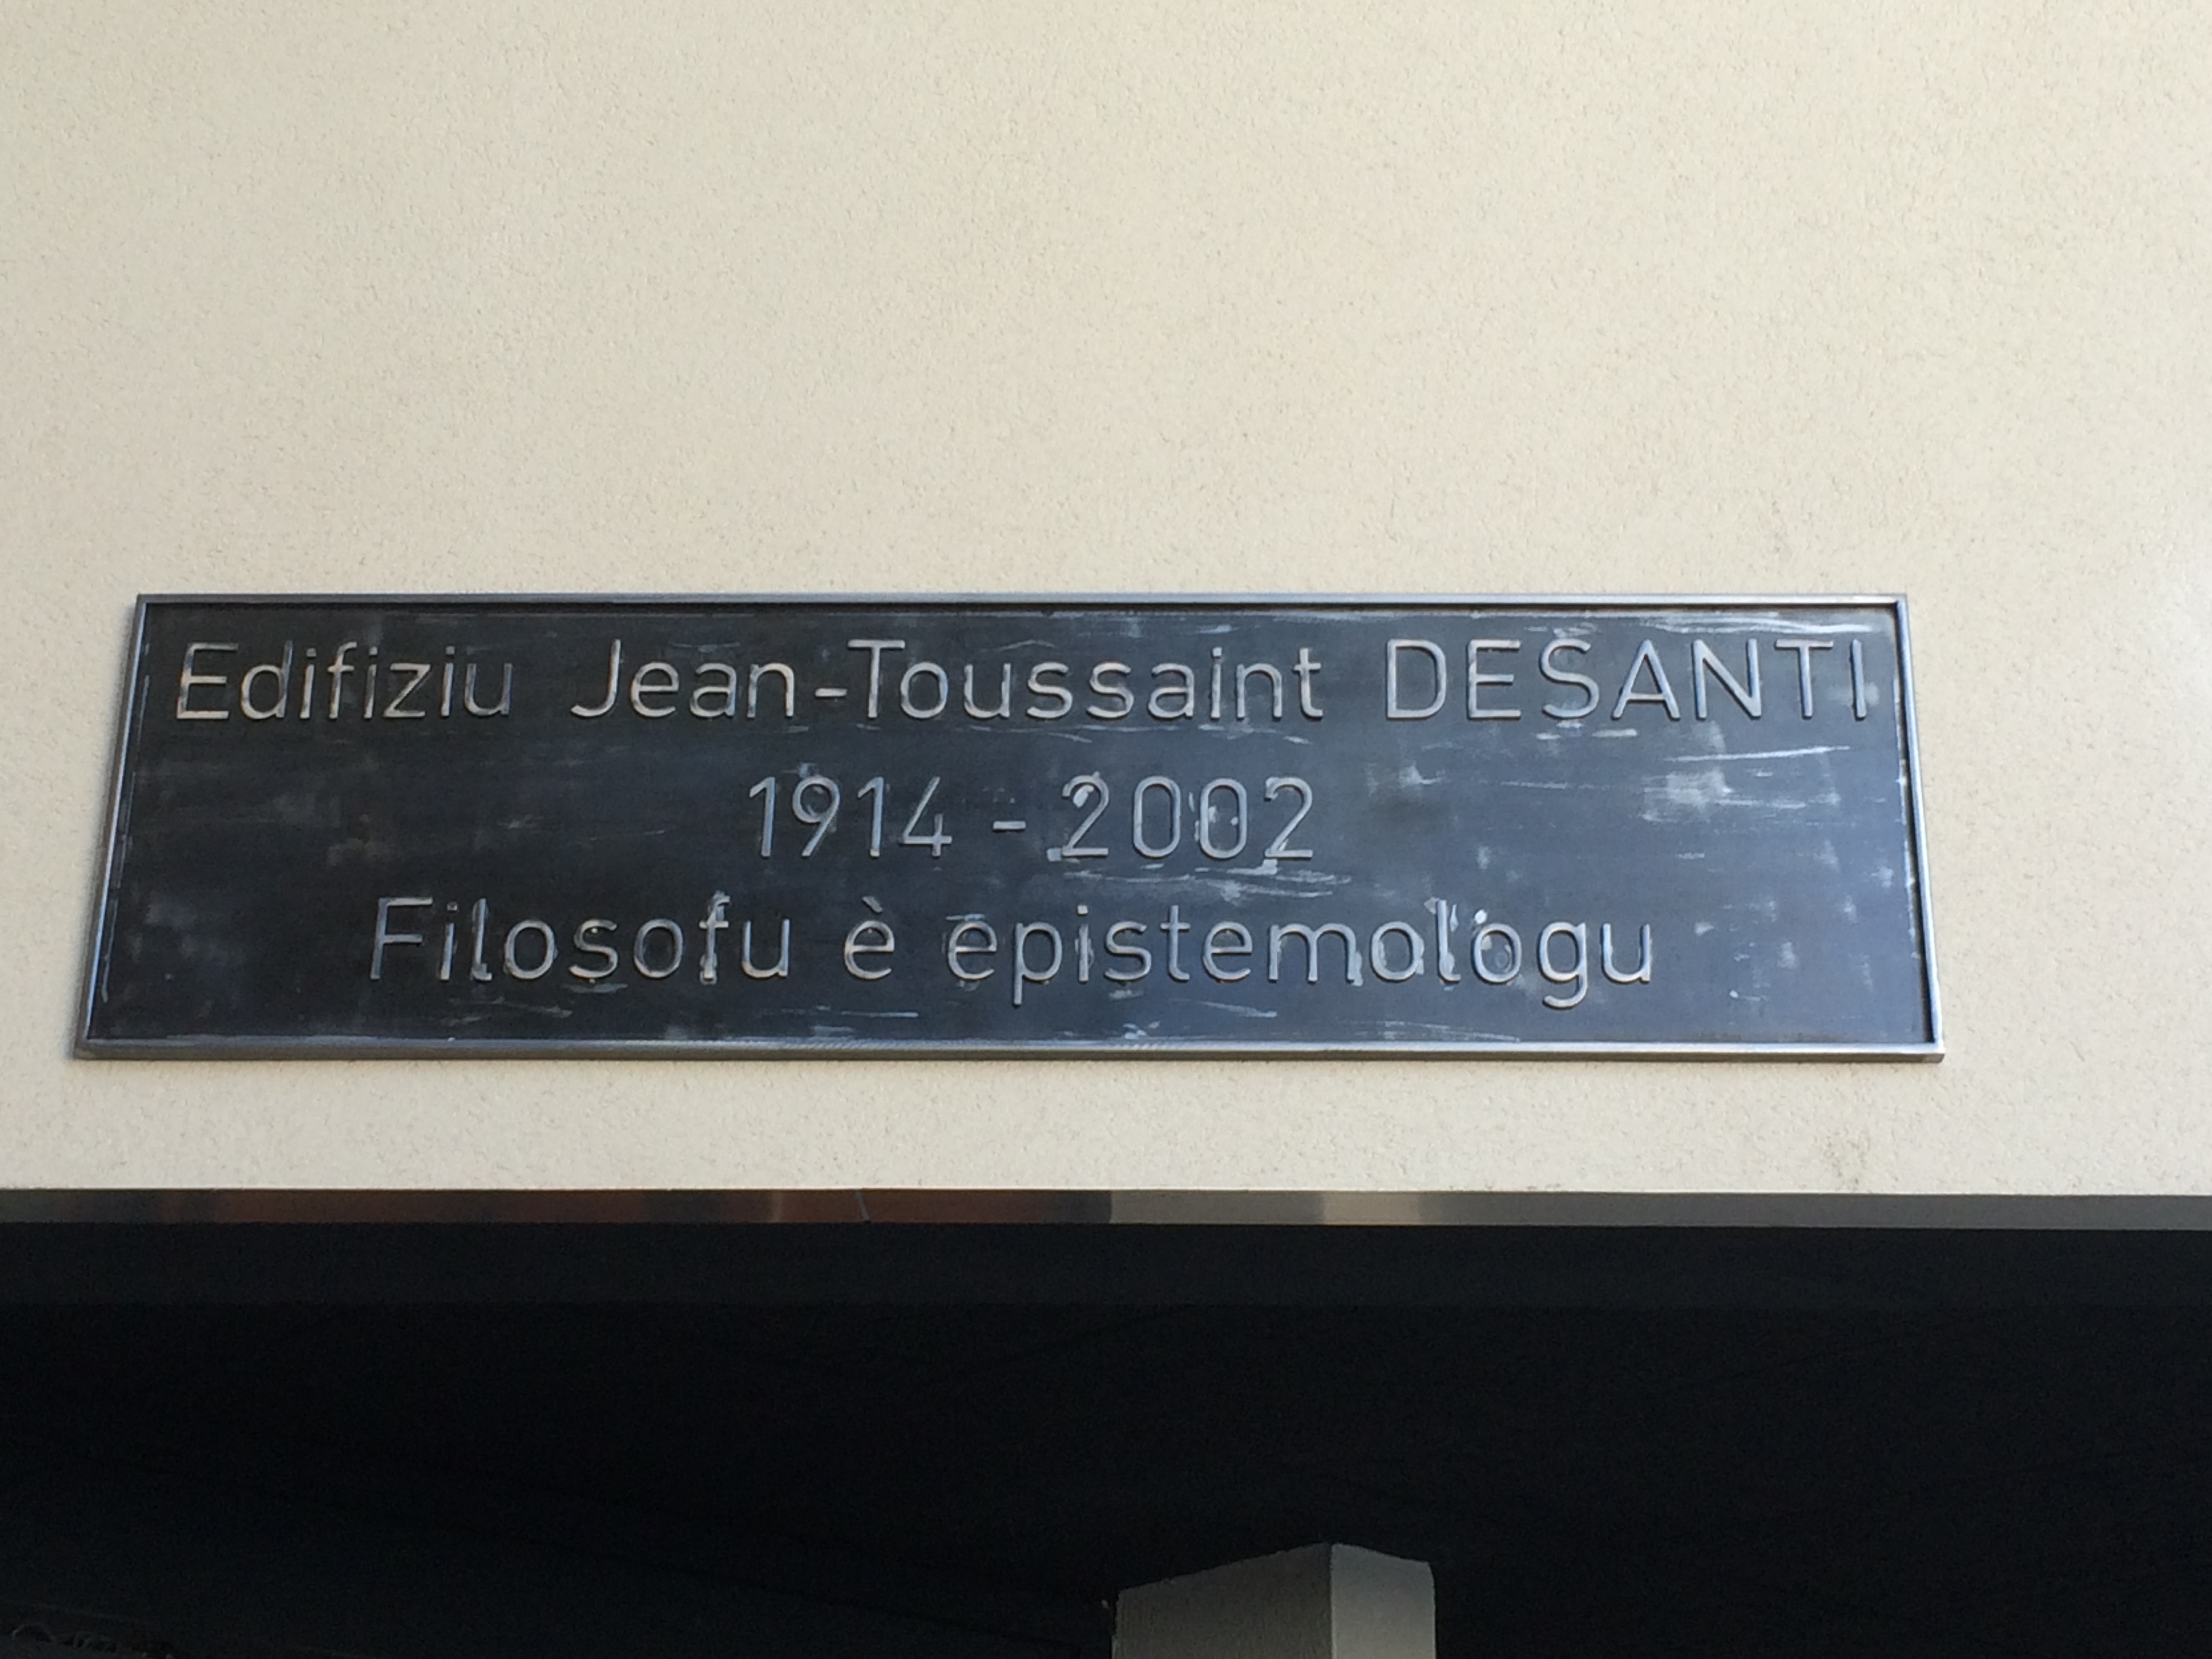 Edifiziu Jean-Toussaint DESANTI
1914 - 2002
Filosofu è epistemologu